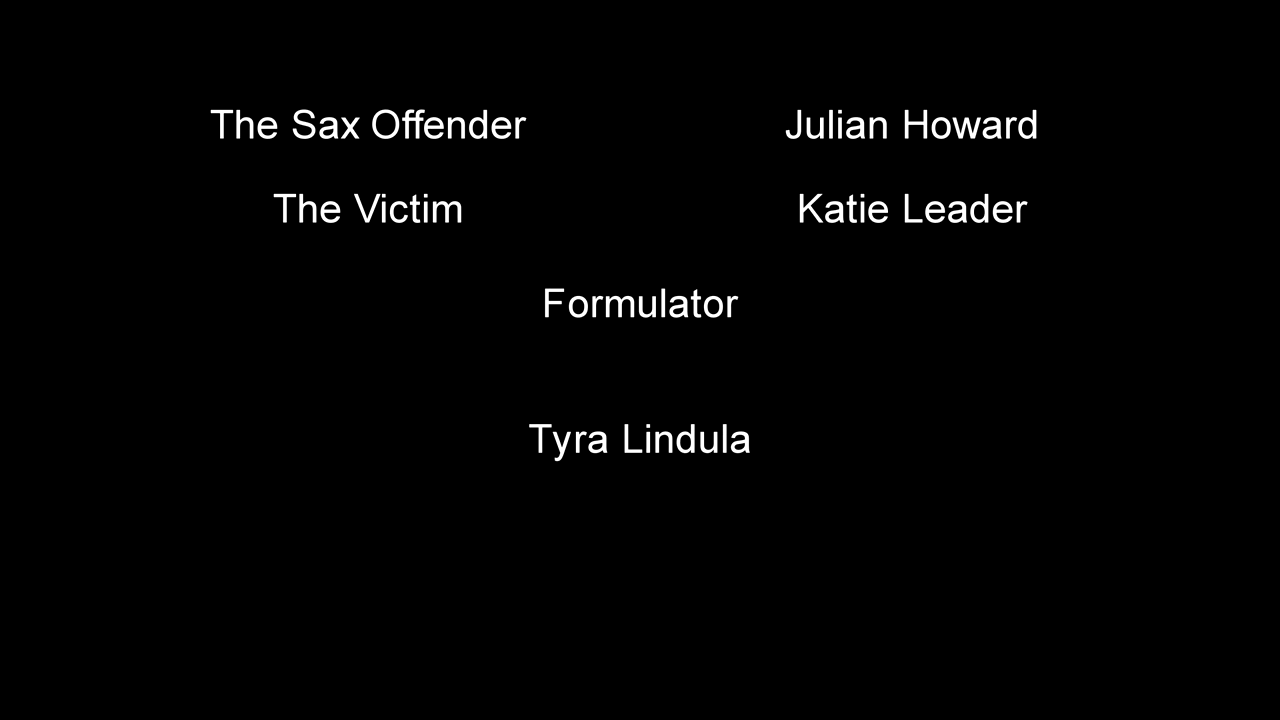 The Sax Offender Julian Howard
The Victim Katie Leader
Formulator
Tyra Lindula